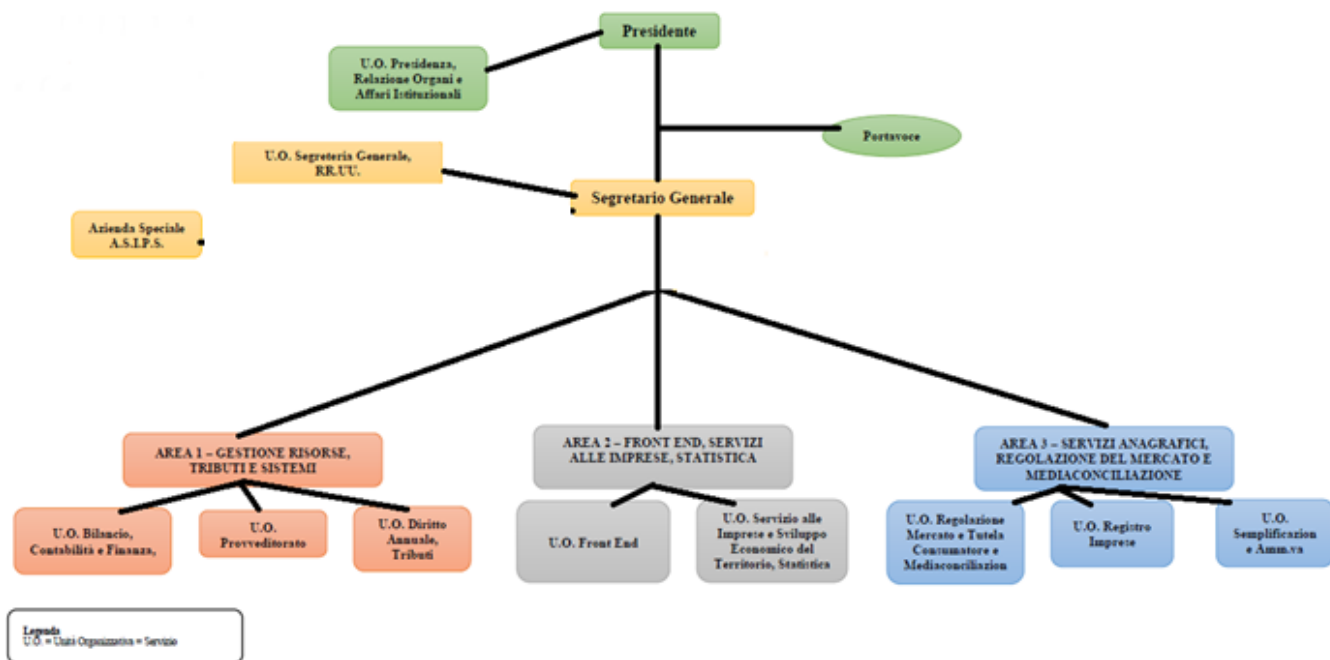 Presidente
U.O. Presidenza,
Relazione Organi e
Affari Istituzionali
Portavoce
U.O. Segreteria Generale,
RR.UU.
Segretario Generale
Azienda Speciale
A.S.I.P.S.
AREA 1 – GESTIONE RISORSE,
TRIBUTI E SISTEMI
AREA 2 – FRONT END, SERVIZI
ALLE IMPRESE, STATISTICA
AREA 3 – SERVIZI ANAGRAFICI,
REGOLAZIONE DEL MERCATO E
MEDIACONCILIAZIONE
U.O. Bilancio,
Contabilità e Finanza,
U.O.
Provveditorato
U.O. Diritto
Annuale,
Tributi
U.O. Front End
U.O. Servizio alle
Imprese e Sviluppo
Economico del
Territorio, Statistica
U.O. Regolazione
Mercato e Tutela
Consumatore e
Mediaconciliazion
U.O. Registro
Imprese
U.O.
Semplificazion
e Amm.va
Legenda
U.O. = Unità Organizzativa = Servizio